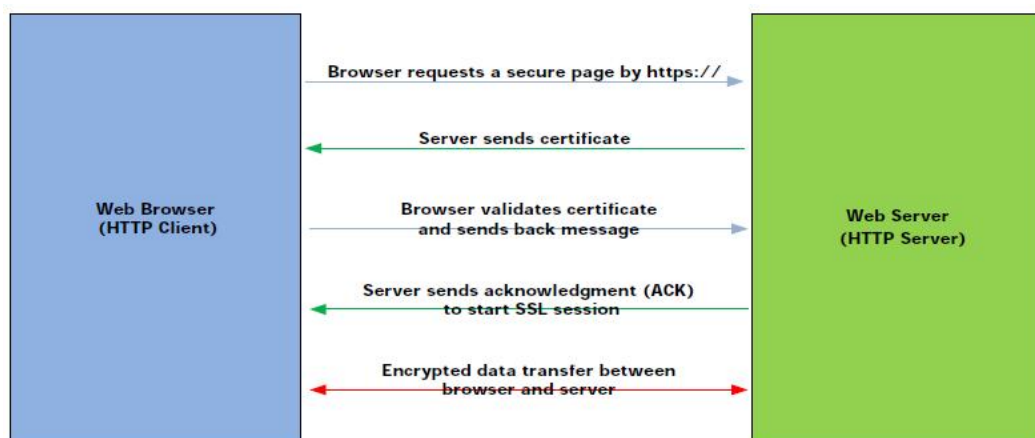 Browser requests a secure page by https://
Server sends certificate
Web Browser
(HTTP Client)
Browser validates certificate
and sends back message
Web Server
(HTTP Server)
Server sends acknowledgment (ACK)
to start SSL session
Encrypted data transfer between
browser and server